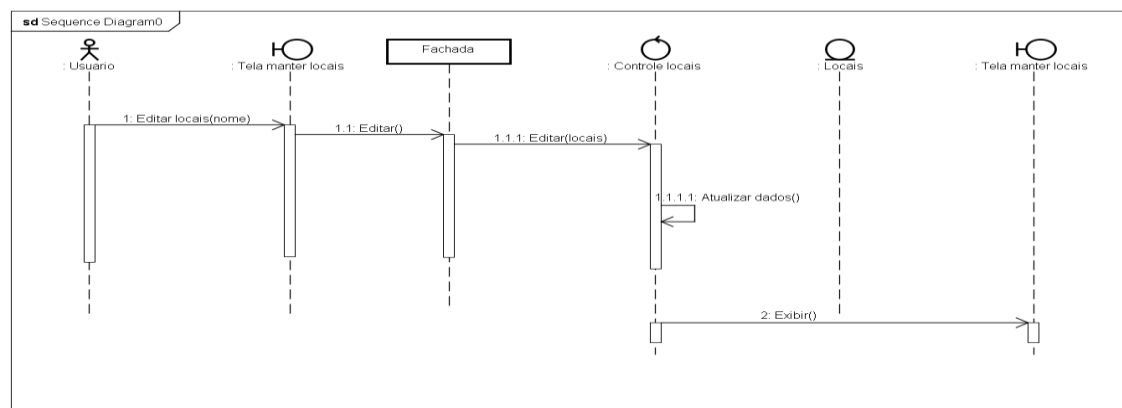 sd Sequence Diagram0
: Usuario
: Tela manter locais
Fachada
: Controle locais
: Locais
: Tela manter locais
1: Editar locais(nome)
1.1: Editar()
1.1.1: Editar(locais)
1.1.1.1: Atualizar dados()
2: Exibir()